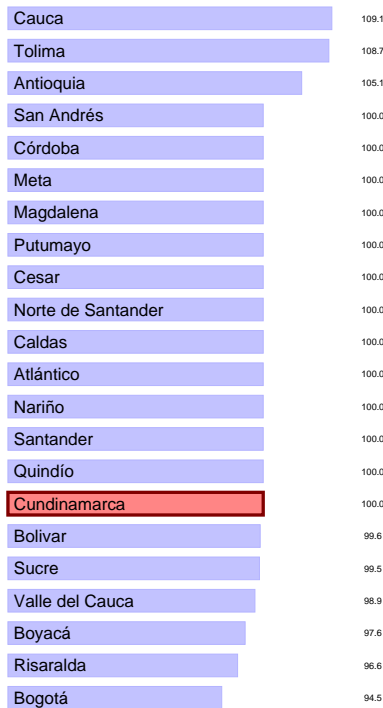 Cauca 109.1
Tolima 108.7
Antioquia 105.1
San Andrés 100.0
Córdoba 100.0
Meta 100.0
Magdalena 100.0
Putumayo 100.0
Cesar 100.0
Norte de Santander 100.0
Caldas 100.0
Atlántico 100.0
Nariño 100.0
Santander 100.0
Quindío 100.0
Cundinamarca 100.0
Bolivar 99.6
Sucre 99.5
Valle del Cauca 98.9
Boyacá 97.6
Risaralda 96.6
Bogotá 94.5